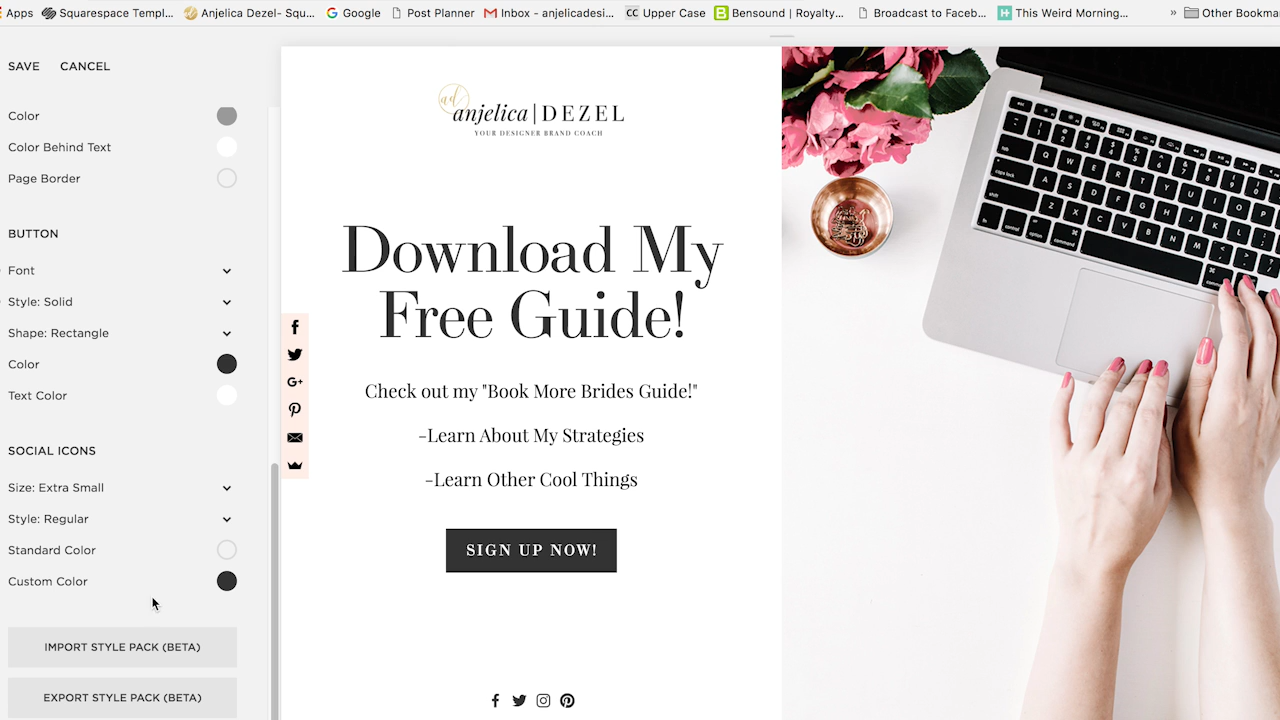 Apps Squarespace Templ... Anjelica Dezel- Squ... Google Post Planner Inbox - anjelicadesi... CC Upper Case Bensound | Royalty... Broadcast to Faceb... H This Weird Morning... » Other Bookma
SAVE CANCEL
Color
Color Behind Text
Page Border
BUTTON
Font
Style: Solid
Shape: Rectangle
Color
Text Color
SOCIAL ICONS
Size: Extra Small
Style: Regular
Standard Color
Custom Color
IMPORT STYLE PACK (BETA)
EXPORT STYLE PACK (BETA)
ad
anjelica | DEZEL
YOUR DESIGNER BRAND COACH
Download My
Free Guide!
Check out my "Book More Brides Guide!"
-Learn About My Strategies
-Learn Other Cool Things
SIGN UP NOW!